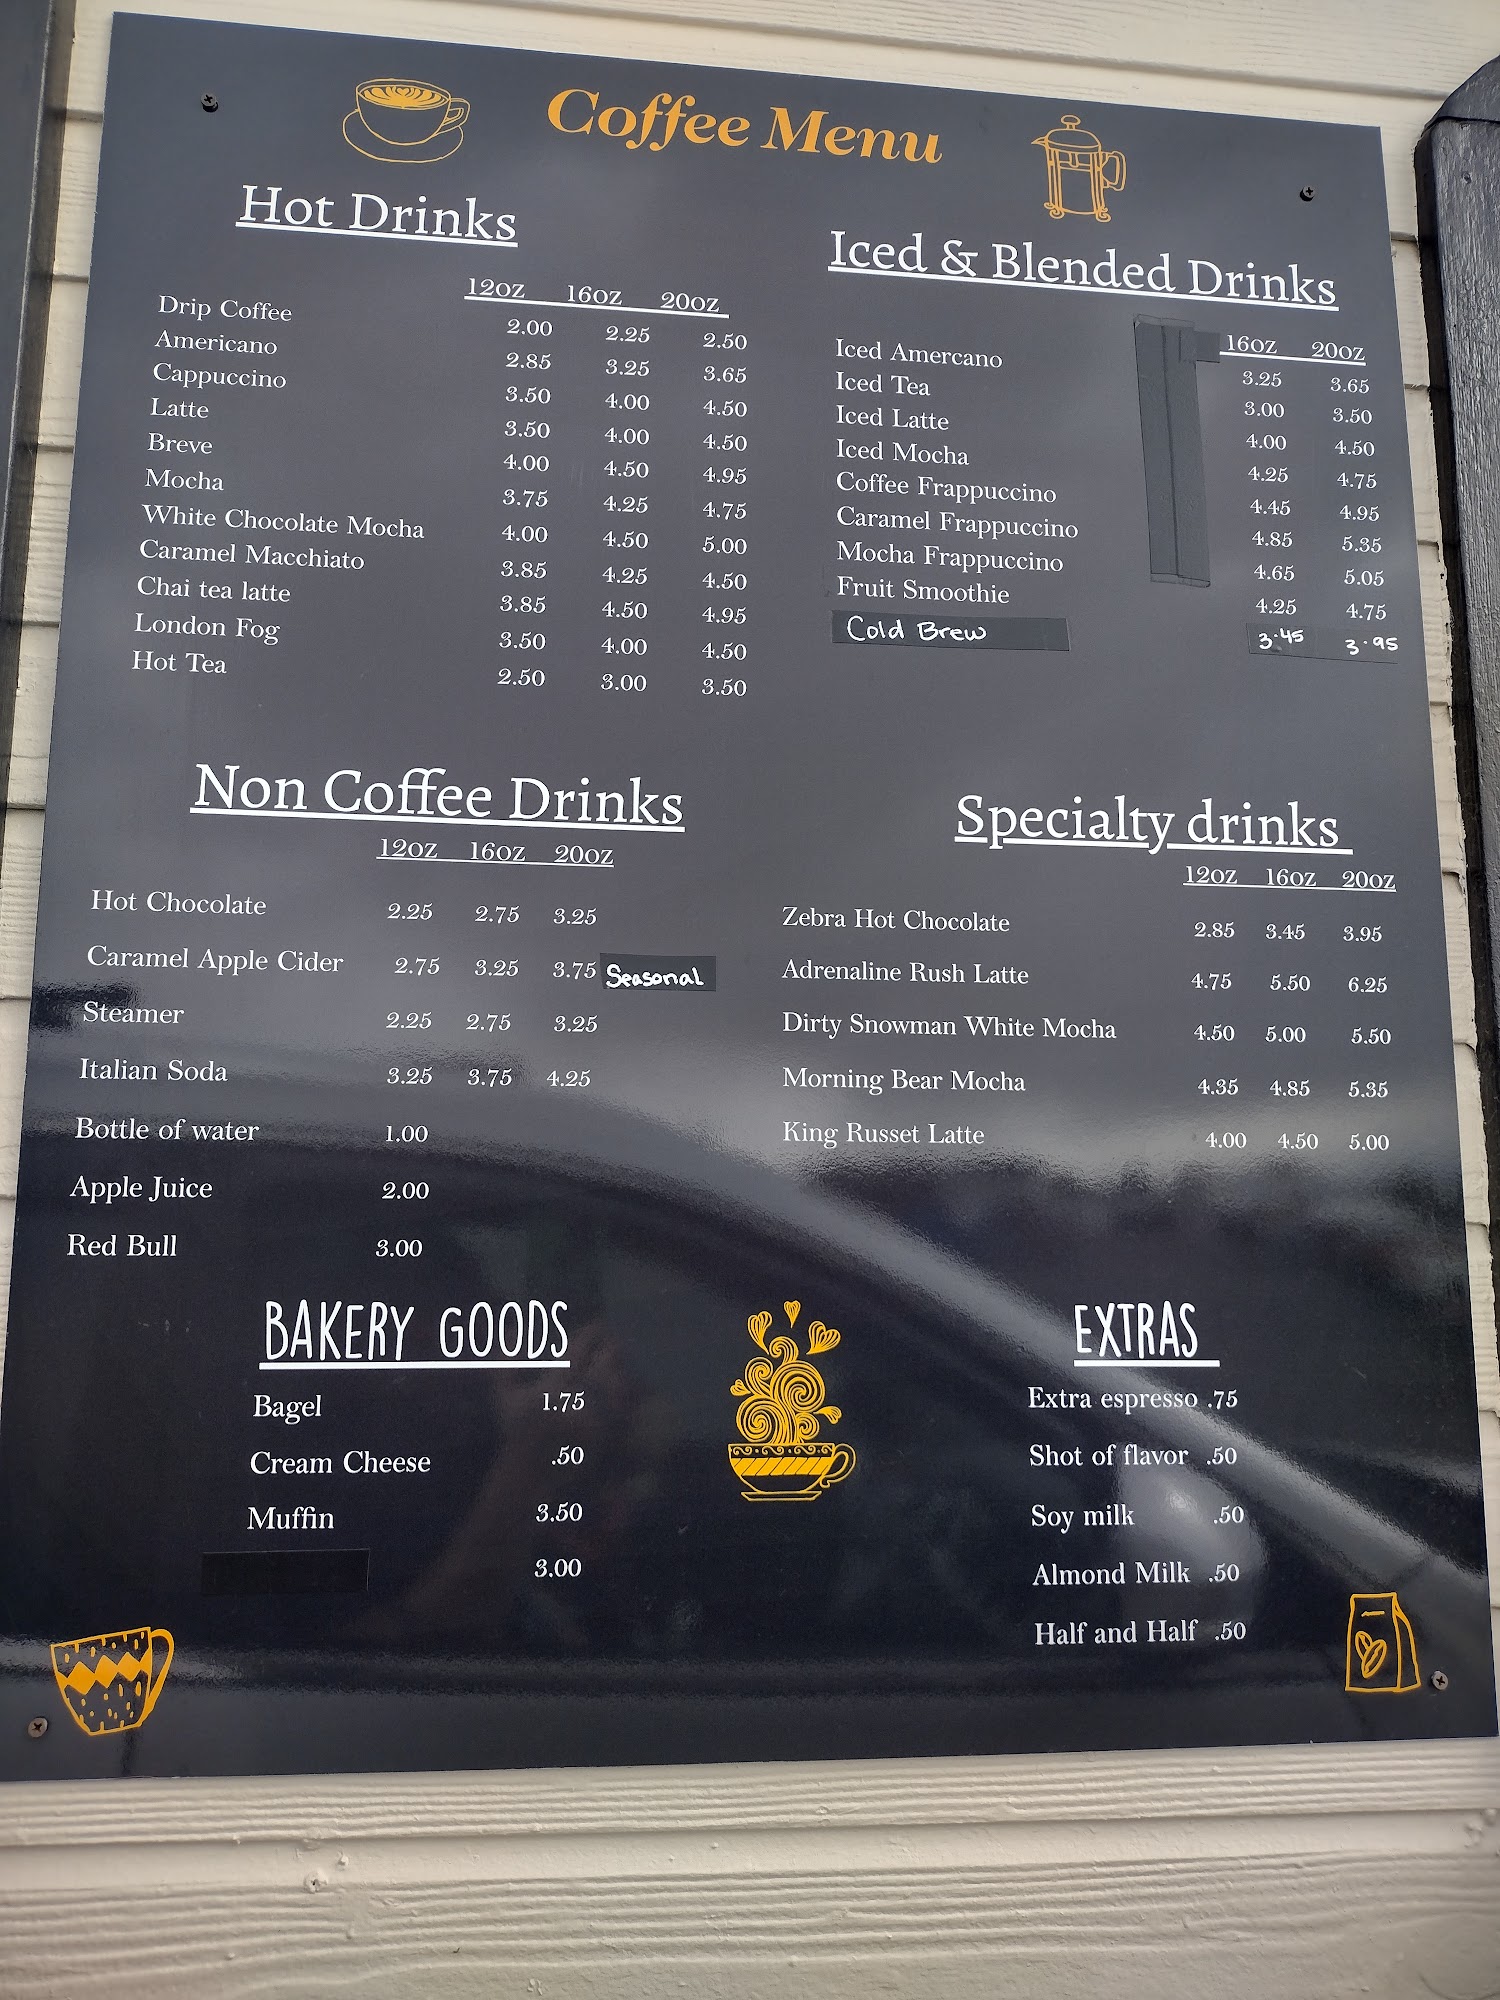 Coffee Menu
Hot Drinks
12oz 16oz 20oz
Drip Coffee 2.00 2.25 2.50
Americano 2.85 3.25 3.65
Cappuccino 3.50 4.00 4.50
Latte 3.50 4.00 4.50
Breve 4.00 4.50 4.95
Mocha 3.75 4.25 4.75
White Chocolate Mocha 4.00 4.50 5.00
Caramel Macchiato 3.85 4.25 4.50
Chai tea latte 3.85 4.50 4.95
London Fog 3.50 4.00 4.50
Hot Tea 2.50 3.00 3.50
Iced & Blended Drinks
16oz 20oz
Iced Amercano 3.25 3.65
Iced Tea 3.00 3.50
Iced Latte 4.00 4.50
Iced Mocha 4.25 4.75
Coffee Frappuccino 4.45 4.95
Caramel Frappuccino 4.85 5.35
Mocha Frappuccino 4.65 5.05
Fruit Smoothie 4.25 4.75
Cold Brew 3.45 3.95
Non Coffee Drinks
12oz 16oz 20oz
Hot Chocolate 2.25 2.75 3.25
Caramel Apple Cider 2.75 3.25 3.75 Seasonal
Steamer 2.25 2.75 3.25
Italian Soda 3.25 3.75 4.25
Bottle of water 1.00
Apple Juice 2.00
Red Bull 3.00
Specialty drinks
12oz 16oz 20oz
Zebra Hot Chocolate 2.85 3.45 3.95
Adrenaline Rush Latte 4.75 5.50 6.25
Dirty Snowman White Mocha 4.50 5.00 5.50
Morning Bear Mocha 4.35 4.85 5.35
King Russet Latte 4.00 4.50 5.00
BAKERY GOODS
Bagel 1.75
Cream Cheese .50
Muffin 3.50
3.00
EXTRAS
Extra espresso .75
Shot of flavor .50
Soy milk .50
Almond Milk .50
Half and Half .50